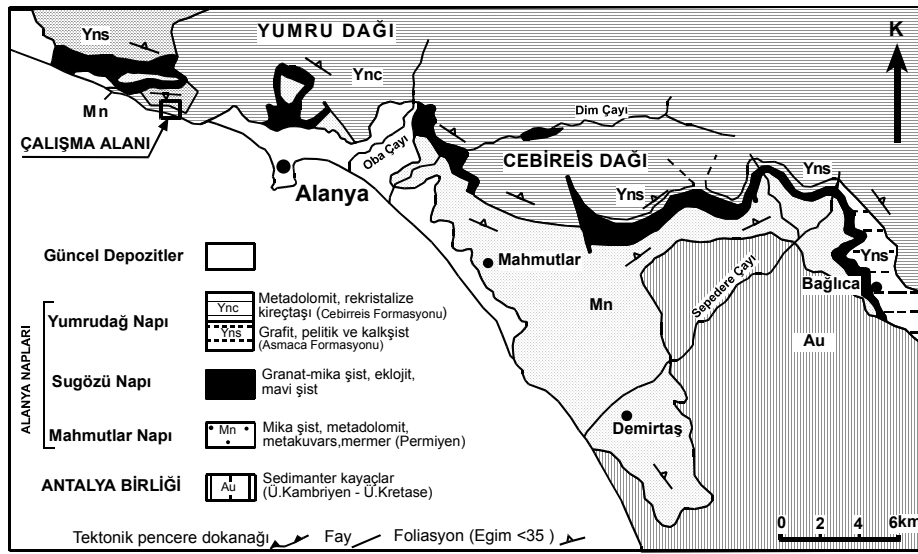 Yns
YUMRU DAĞI
K
Ync
Mn
ÇALIŞMA ALANI
Dim Çayı
Oba Çayı
CEBİREİS DAĞI
Yns
Yns
Alanya
Mahmutlar
Mn
Sepedere Çayı
Yns
Bağlıca
Au
Demirtaş
Güncel Depozitler
ALANYA NAPLARI
Yumrudağ Napı
Ync
Metadolomit, rekristalize
kireçtaşı (Cebirreis Formasyonu)
Yns
Grafit, pelitik ve kalkşist
(Asmaca Formasyonu)
Sugözü Napı
Granat-mika şist, eklojit,
mavi şist
Mahmutlar Napı
Mn
Mika şist, metadolomit,
metakuvars,mermer (Permiyen)
ANTALYA BİRLİĞİ
Au
Sedimanter kayaçlar
(Ü.Kambriyen - Ü.Kretase)
Tektonik pencere dokanağı
Fay
Foliasyon (Egim <35 )
0 2 4 6km